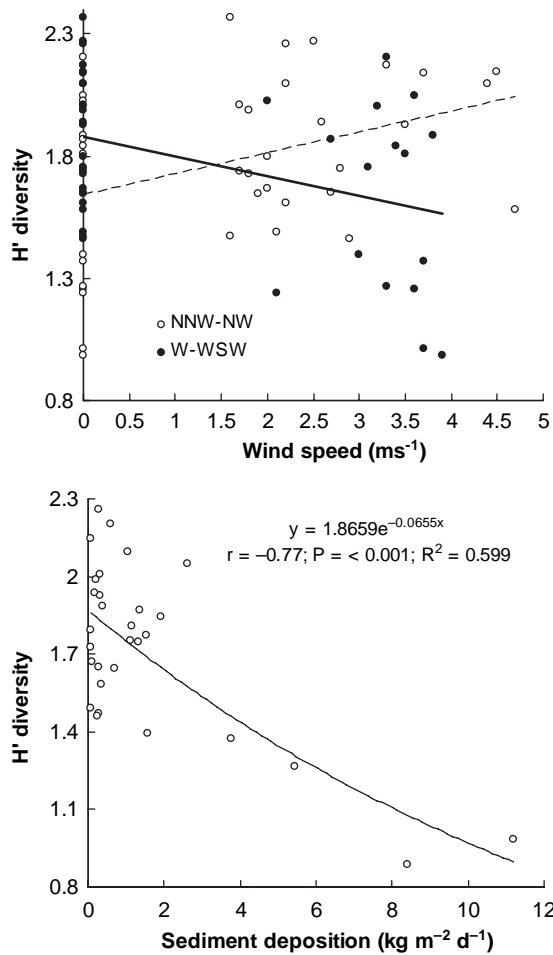 2.3
1.8
1.3
0.8
H' diversity
NNW-NW
W-WSW
0 0.5 1 1.5 2 2.5 3 3.5 4 4.5 5
Wind speed (ms⁻¹)
2.3
2
1.7
1.4
1.1
0.8
H' diversity
y = 1.8659e⁻⁰·⁰⁶⁵⁵ˣ
r = –0.77; P = < 0.001; R² = 0.599
0 2 4 6 8 10 12
Sediment deposition (kg m⁻² d⁻¹)